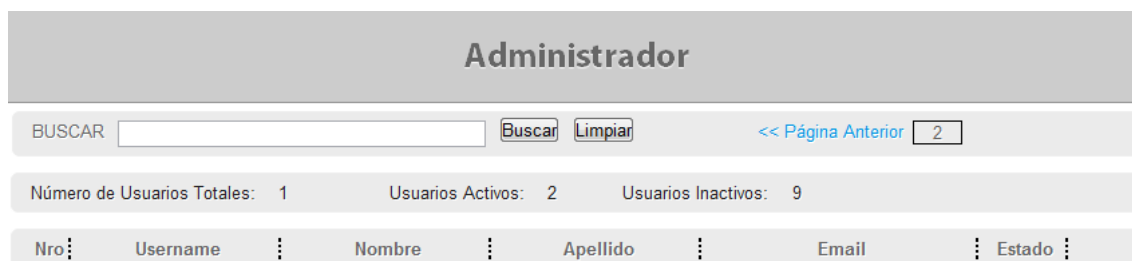 Administrador
BUSCAR Buscar Limpiar << Página Anterior 2
Número de Usuarios Totales: 1 Usuarios Activos: 2 Usuarios Inactivos: 9
Nro Username Nombre Apellido Email Estado